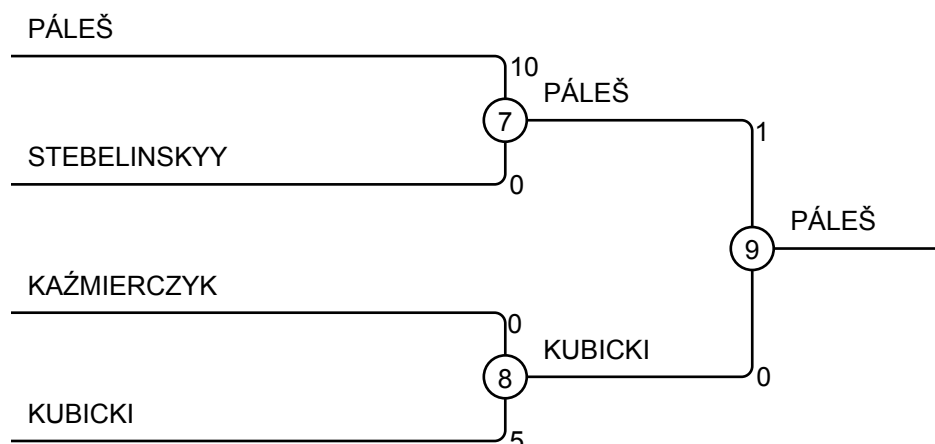 PÁLEŠ
10
7
PÁLEŠ
1
STEBELINSKYY
0
9
PÁLEŠ
KAŹMIERCZYK
0
8
KUBICKI
0
KUBICKI
5